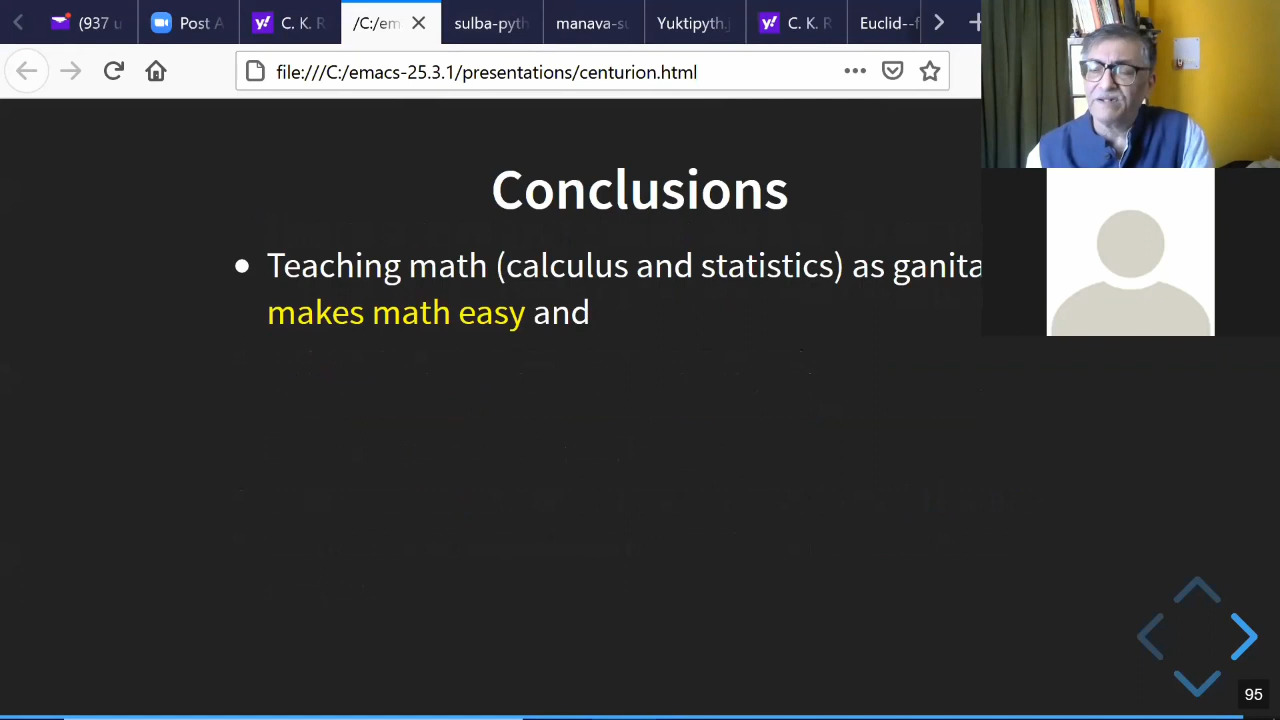 (937 u
Post A
C. K. R
/C:/em
sulba-pyth
manava-su
Yuktipyth.j
C. K. R
Euclid--f
file:///C:/emacs-25.3.1/presentations/centurion.html
Conclusions
Teaching math (calculus and statistics) as ganita
makes math easy and
95